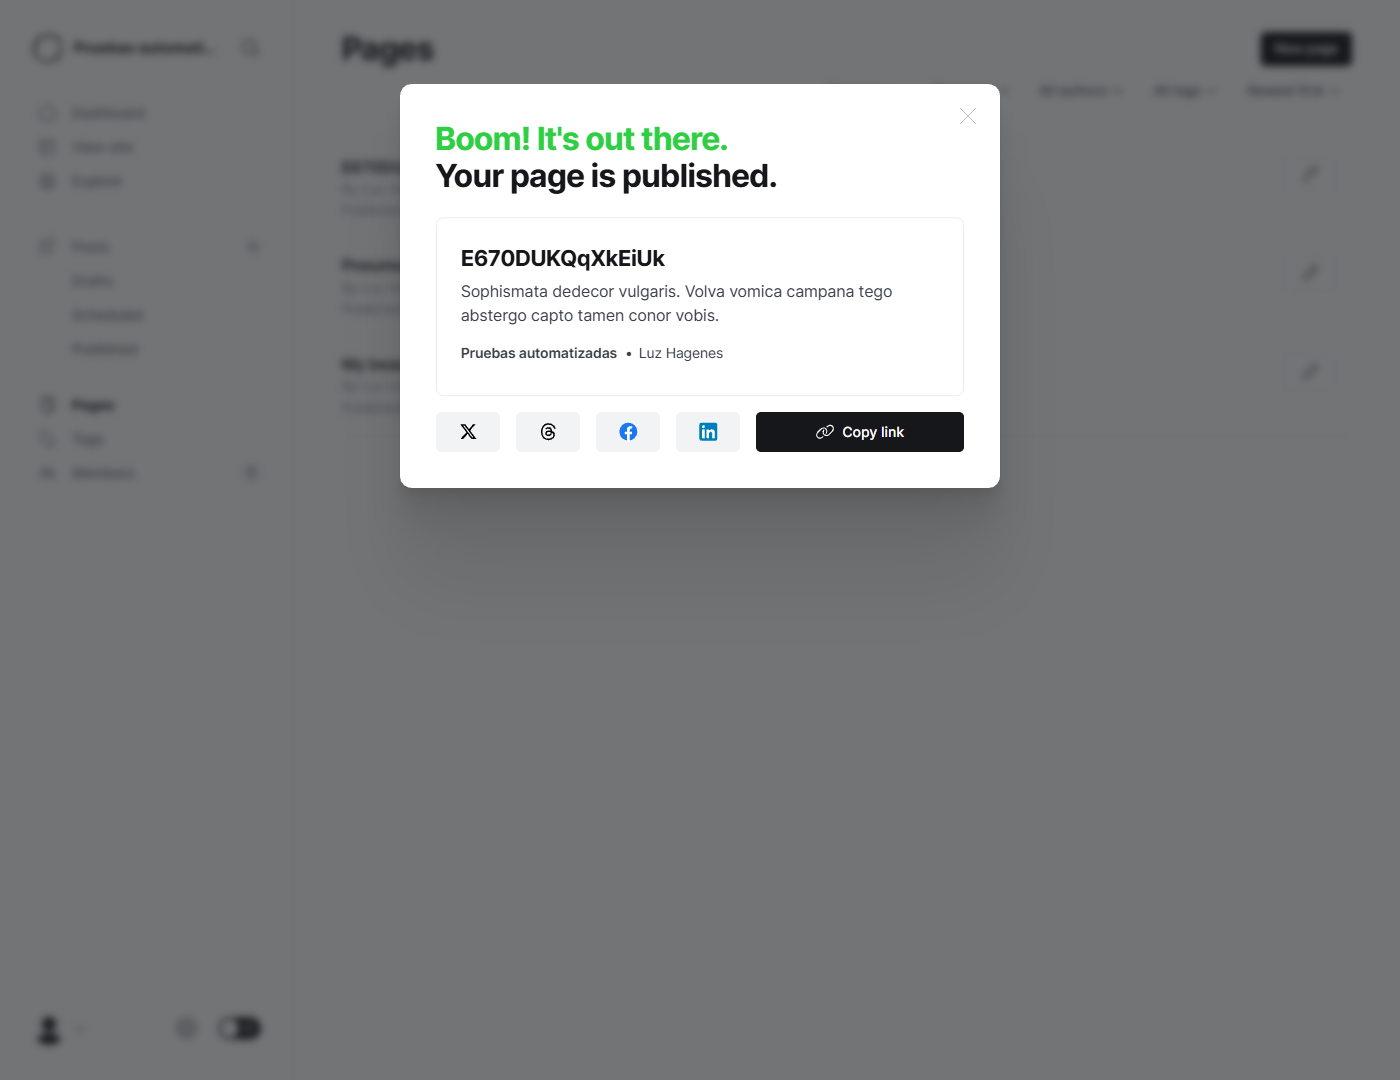 Pruebas automati...
Pages
New page
All authors
All tags
Newest first
Dashboard
View site
Explore
Posts
Drafts
Scheduled
Published
Pages
Tags
Members
Boom! It's out there.
Your page is published.
E670DUKQqXkEiUk
Sophismata dedecor vulgaris. Volva vomica campana tego
abstergo capto tamen conor vobis.
Pruebas automatizadas • Luz Hagenes
Copy link